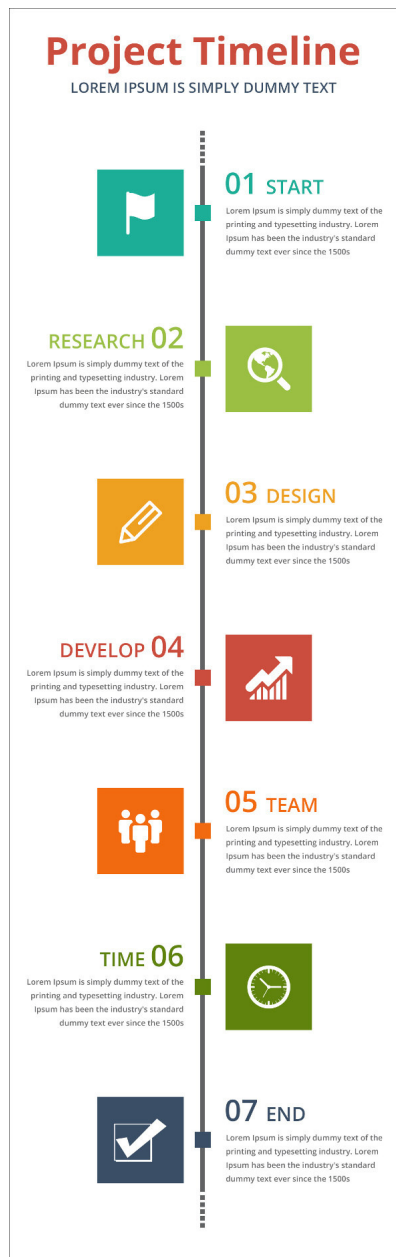 Project Timeline
LOREM IPSUM IS SIMPLY DUMMY TEXT
01 START
Lorem Ipsum is simply dummy text of the
printing and typesetting industry. Lorem
Ipsum has been the industry's standard
dummy text ever since the 1500s
RESEARCH 02
Lorem Ipsum is simply dummy text of the
printing and typesetting industry. Lorem
Ipsum has been the industry's standard
dummy text ever since the 1500s
03 DESIGN
Lorem Ipsum is simply dummy text of the
printing and typesetting industry. Lorem
Ipsum has been the industry's standard
dummy text ever since the 1500s
DEVELOP 04
Lorem Ipsum is simply dummy text of the
printing and typesetting industry. Lorem
Ipsum has been the industry's standard
dummy text ever since the 1500s
05 TEAM
Lorem Ipsum is simply dummy text of the
printing and typesetting industry. Lorem
Ipsum has been the industry's standard
dummy text ever since the 1500s
TIME 06
Lorem Ipsum is simply dummy text of the
printing and typesetting industry. Lorem
Ipsum has been the industry's standard
dummy text ever since the 1500s
07 END
Lorem Ipsum is simply dummy text of the
printing and typesetting industry. Lorem
Ipsum has been the industry's standard
dummy text ever since the 1500s